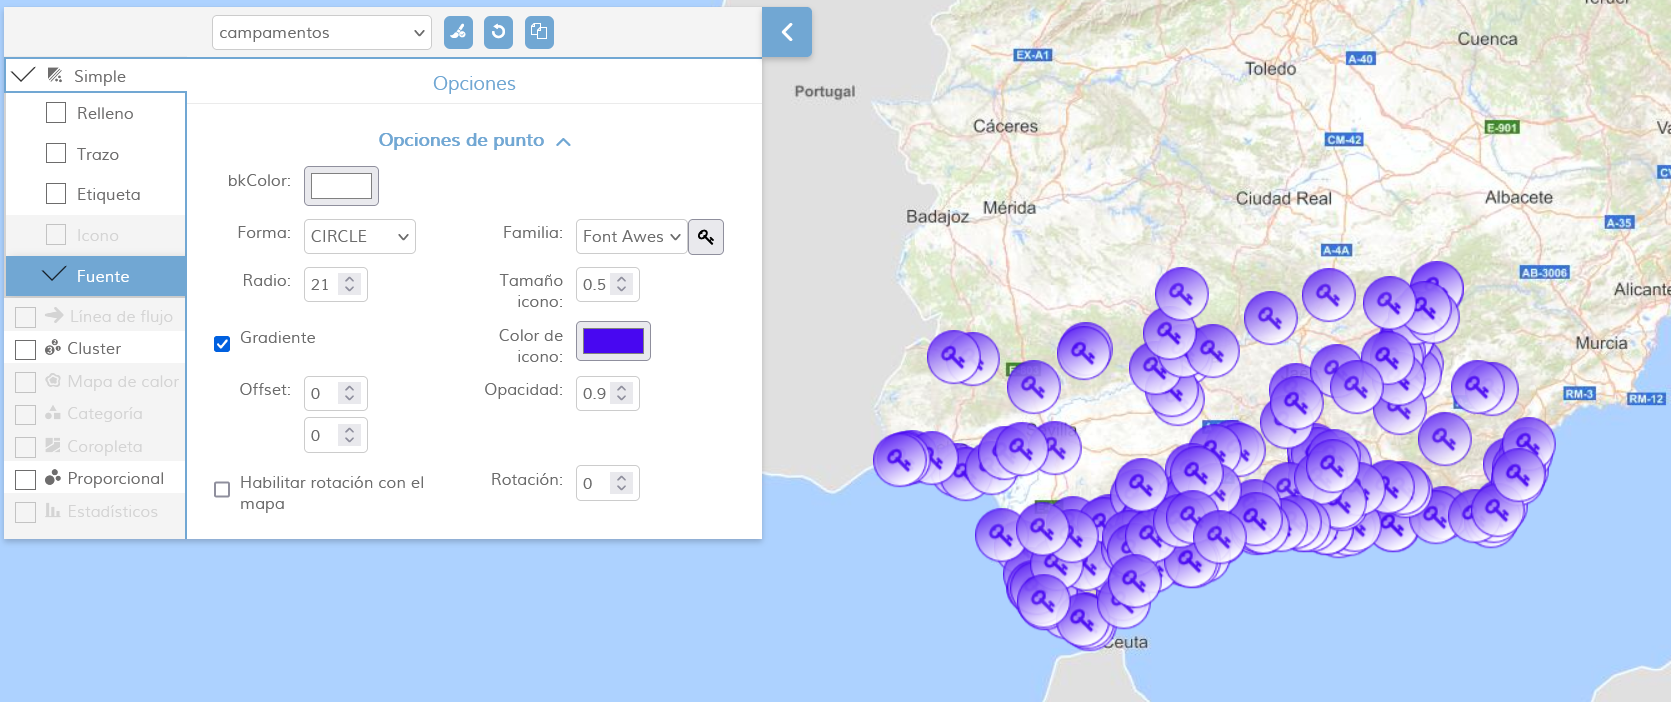 campamentos
Simple
Relleno
Trazo
Etiqueta
Icono
Fuente
Línea de flujo
Cluster
Mapa de calor
Categoría
Coropleta
Proporcional
Estadísticos
Opciones
Opciones de punto
bkColor:
Forma: CIRCLE
Familia: Font Awes
Radio: 21
Tamaño
icono: 0.5
Gradiente
Color de
icono:
Offset: 0
0
Opacidad: 0.9
Habilitar rotación con el
mapa
Rotación: 0
Cuenca
EX-A1
Toledo
A-40
Portugal
Cáceres
E-901
CM-42
Ciudad Real
Albacete
Mérida
Badajoz
A-35
A-4A
AB-3006
Alicante
Murcia
RM-3
RM-12
Ceuta